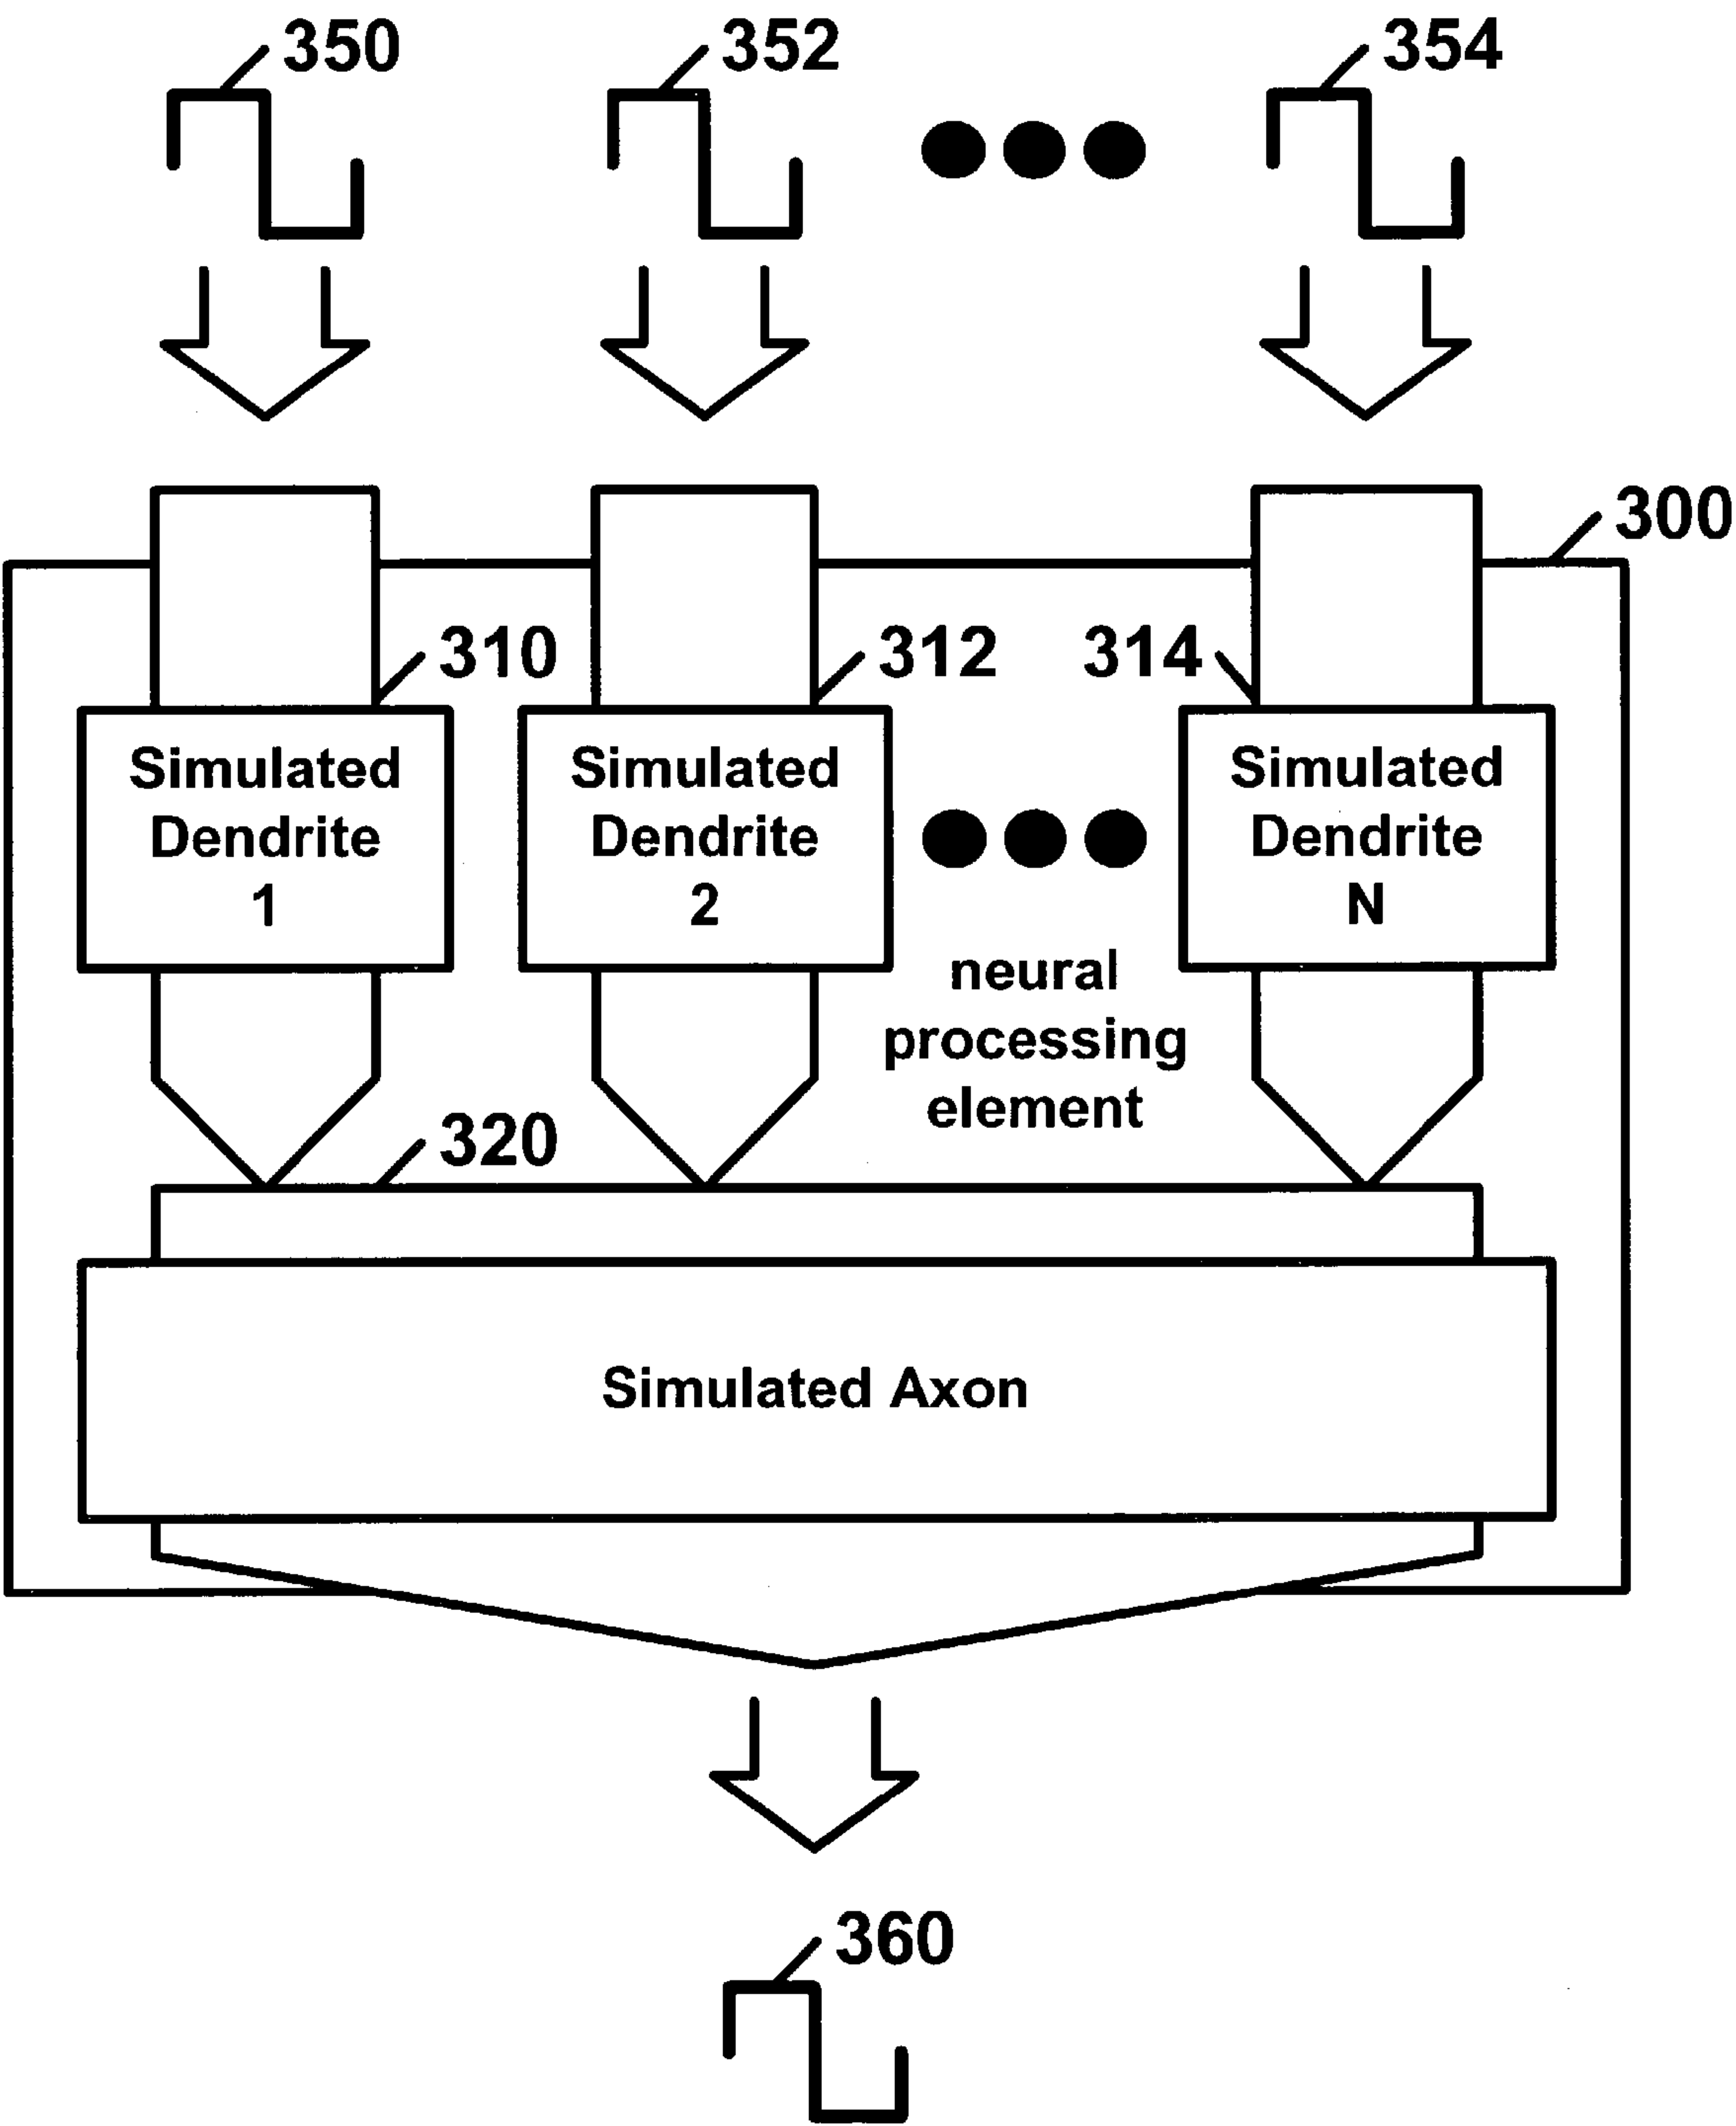 350
352
354
300
310
312
314
Simulated
Dendrite
1
Simulated
Dendrite
2
Simulated
Dendrite
N
neural
processing
element
320
Simulated Axon
360